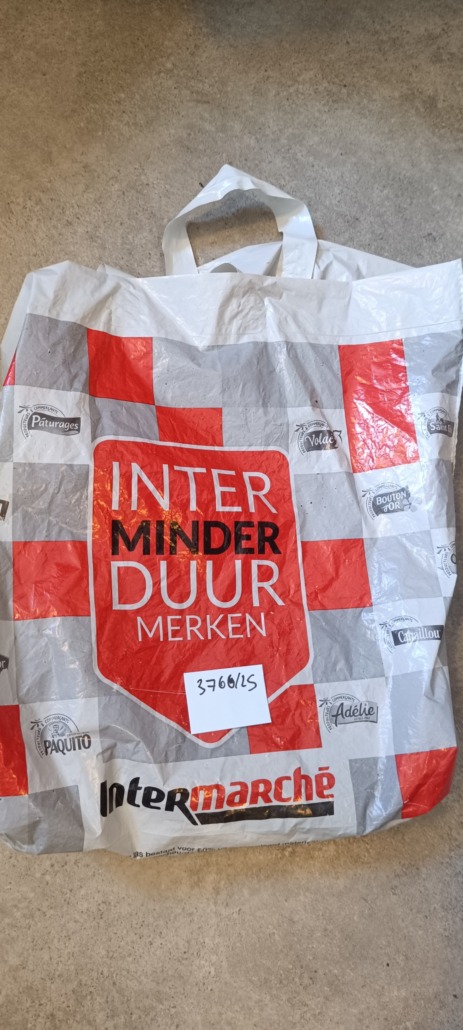 Pâturages
Volaé
BOUTON
D'OR
INTER
MINDER
DUUR
MERKEN
3766/25
Adélie
PAQUITO
Intermarché